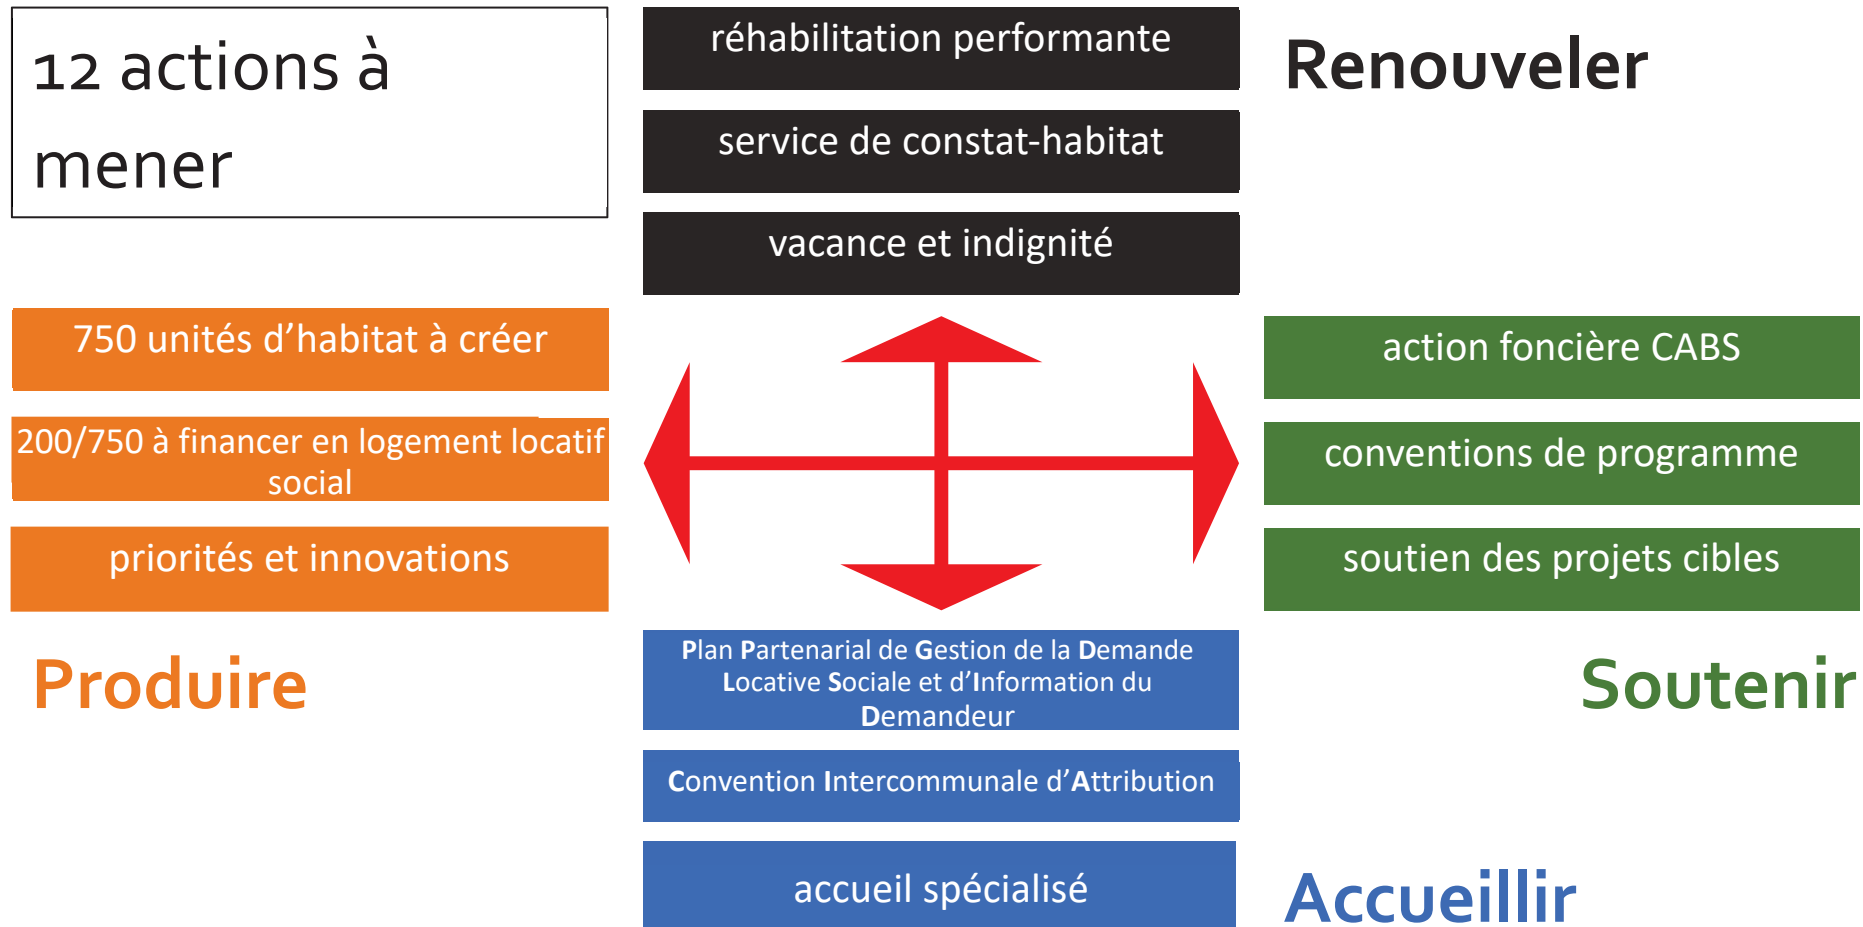 12 actions à
mener
réhabilitation performante
service de constat-habitat
vacance et indignité
Renouveler
750 unités d’habitat à créer
200/750 à financer en logement locatif
social
priorités et innovations
Produire
action foncière CABS
conventions de programme
soutien des projets cibles
Soutenir
Plan Partenarial de Gestion de la Demande
Locative Sociale et d’Information du
Demandeur
Convention Intercommunale d’Attribution
accueil spécialisé
Accueillir